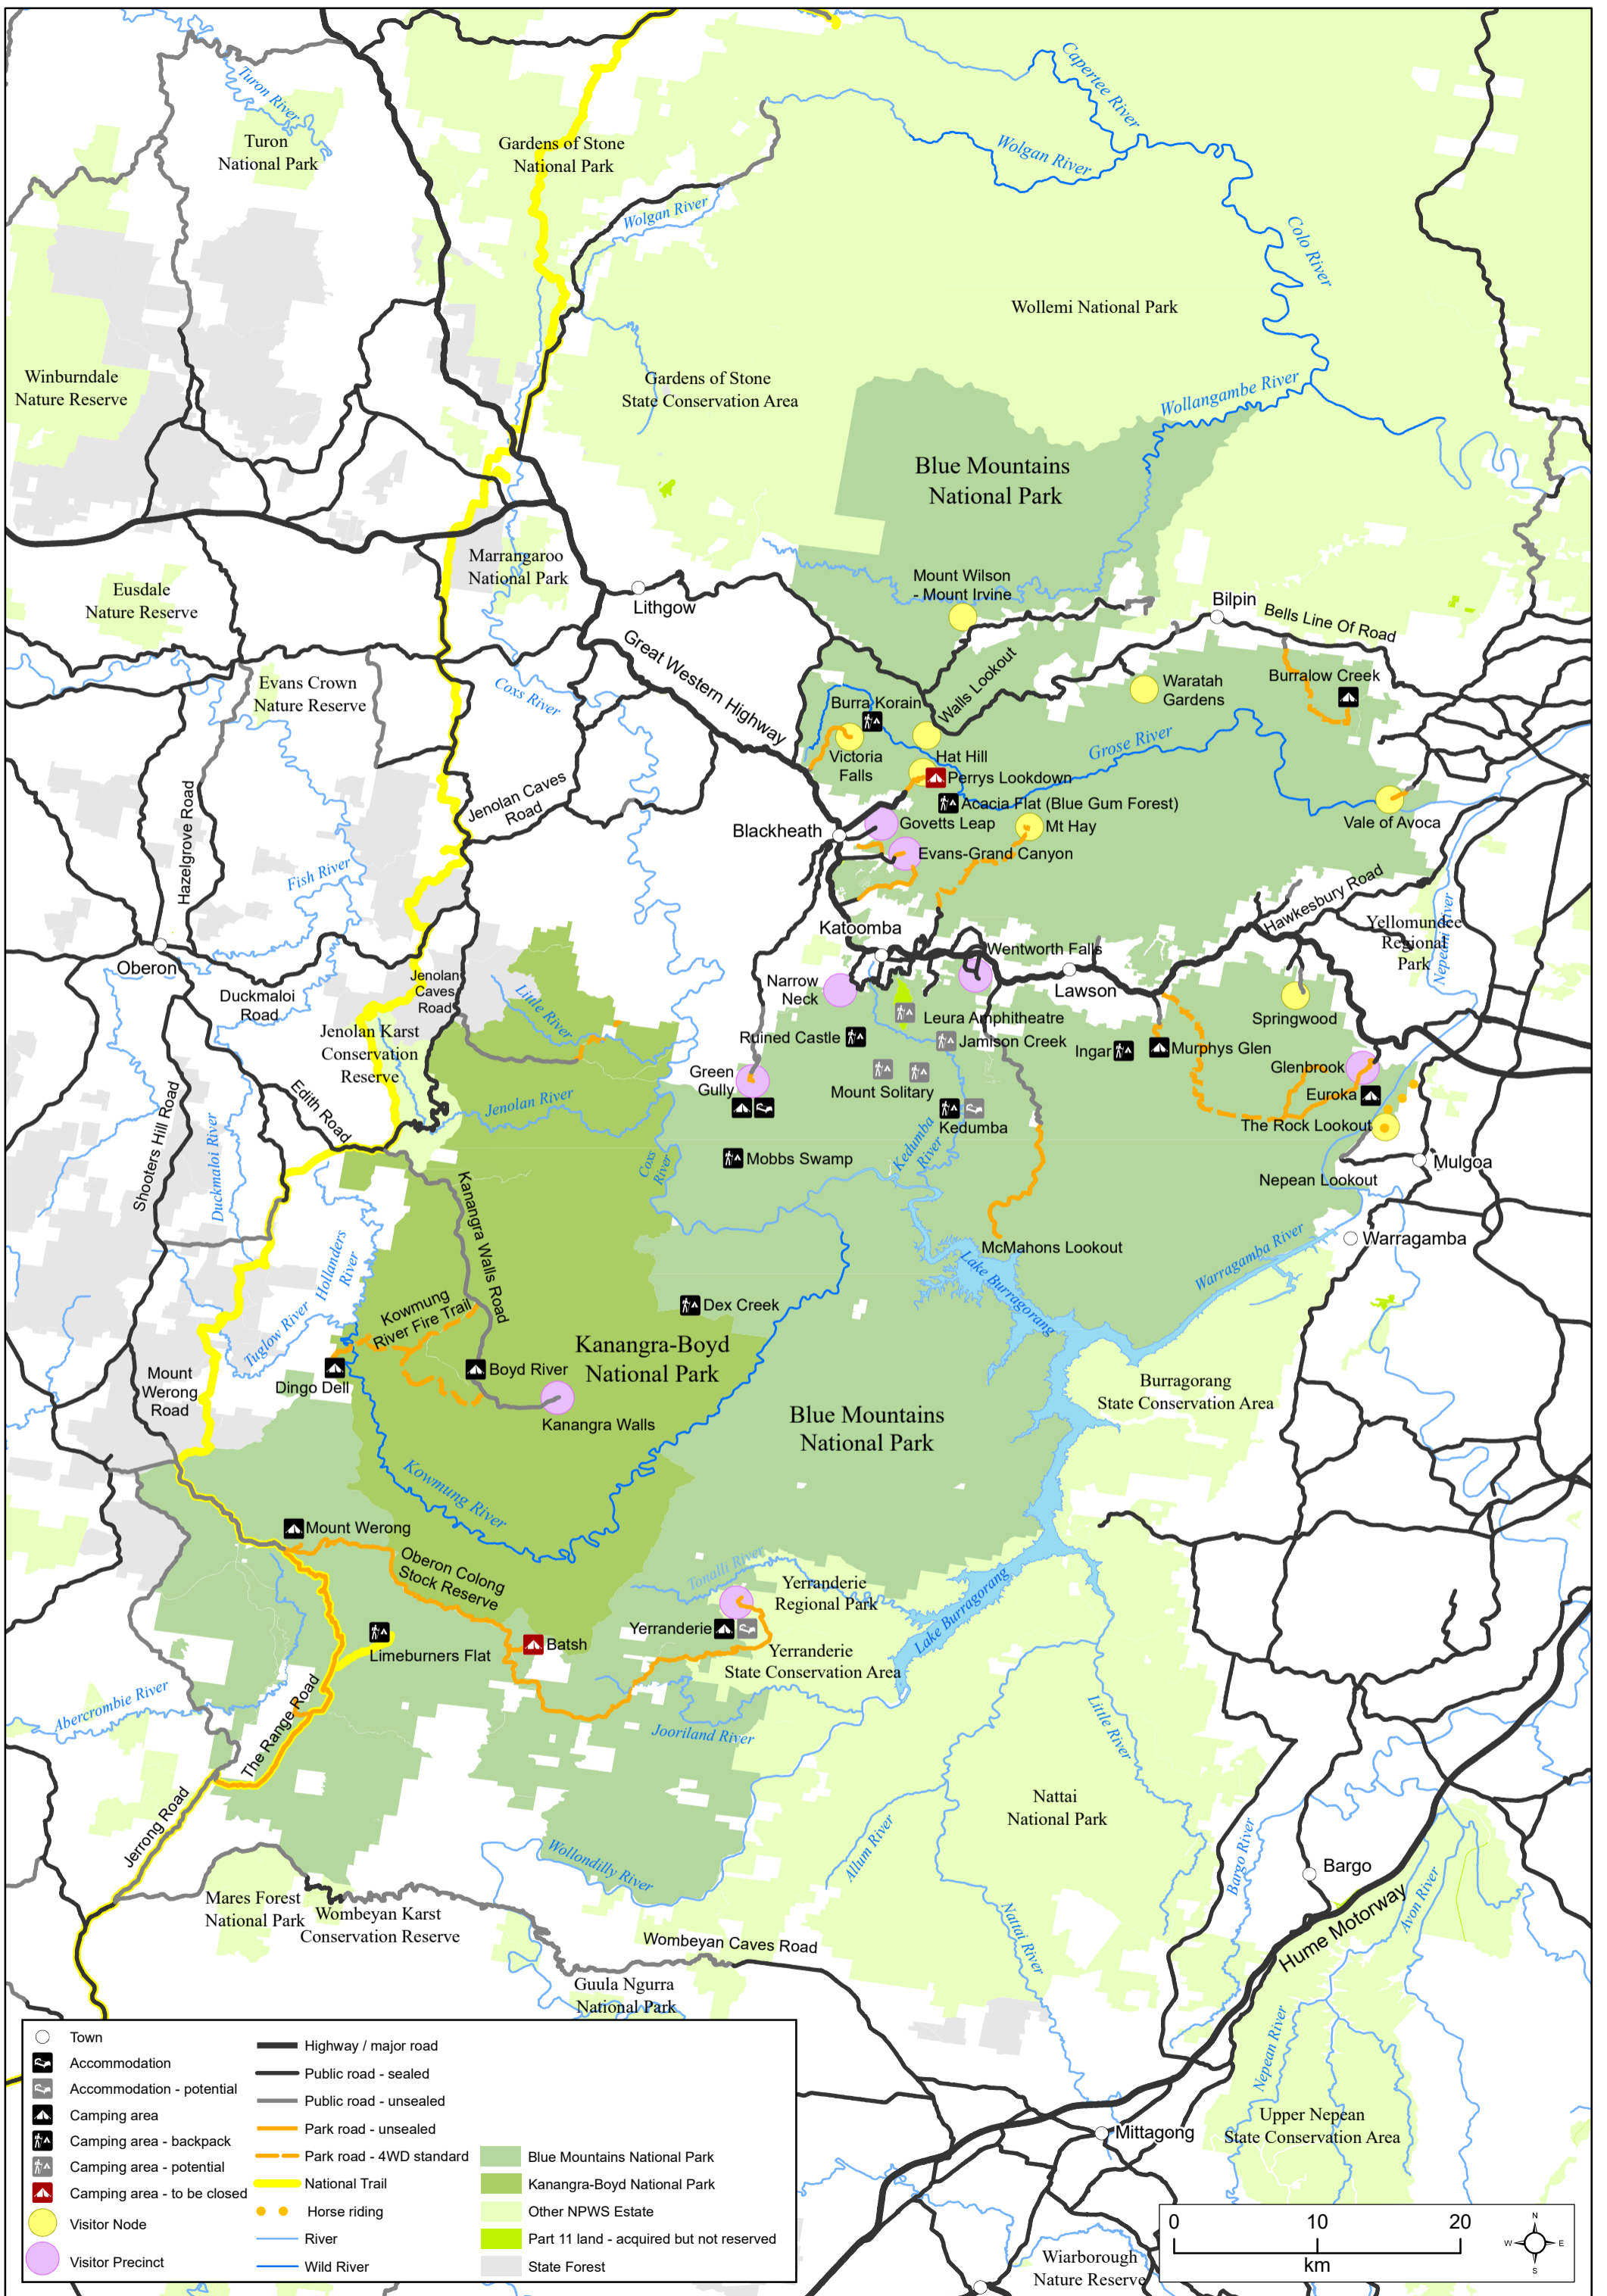 Capertee River
Turon River
Turon
National Park
Gardens of Stone
National Park
Wolgan River
Wolgan River
Colo River
Wollemi National Park
Winburndale
Nature Reserve
Gardens of Stone
State Conservation Area
Wollangambe River
Blue Mountains
National Park
Marrangaroo
National Park
Mount Wilson
- Mount Irvine
Eusdale
Nature Reserve
Lithgow
Bilpin
Bells Line Of Road
Great Western Highway
Walls Lookout
Evans Crown
Nature Reserve
Coxs River
Burra Korain
Waratah
Gardens
Burralow Creek
Grose River
Victoria
Falls
Hat Hill
Perrys Lookdown
Acacia Flat (Blue Gum Forest)
Jenolan Caves
Road
Govetts Leap
Mt Hay
Vale of Avoca
Blackheath
Evans-Grand Canyon
Hazelgrove Road
Fish River
Hawkesbury Road
Yellomundee
Regional
Park
Nepean River
Katoomba
Wentworth Falls
Oberon
Jenolan
Caves
Road
Narrow
Neck
Lawson
Duckmaloi
Road
Little River
Leura Amphitheatre
Springwood
Jenolan Karst
Conservation
Reserve
Ruined Castle
Jamison Creek
Ingar
Murphys Glen
Glenbrook
Green
Gully
Mount Solitary
Euroka
Edith Road
Jenolan River
Kedumba
The Rock Lookout
Shooters Hill Road
Duckmaloi River
Kedumba
River
Mobbs Swamp
Coxs
River
Mulgoa
Nepean Lookout
Kanangra Walls Road
Hollanders
River
McMahons Lookout
Warragamba
Warragamba River
Lake Burragorang
Kowmung
River Fire Trail
Dex Creek
Tuglow River
Kanangra-Boyd
National Park
Mount
Werong
Road
Dingo Dell
Boyd River
Kanangra Walls
Burragorang
State Conservation Area
Blue Mountains
National Park
Kowmung River
Mount Werong
Oberon Colong
Stock Reserve
Tonalli River
Yerranderie
Regional Park
Lake Burragorang
Yerranderie
Batsh
Limeburners Flat
Yerranderie
State Conservation Area
Abercrombie River
The Range Road
Jooriland River
Little River
Jerrong Road
Nattai
National Park
Allum River
Bargo River
Bargo
Wollondilly River
Avon River
Mares Forest
National Park
Wombeyan Karst
Conservation Reserve
Nattai River
Hume Motorway
Wombeyan Caves Road
Guula Ngurra
National Park
Nepean River
Upper Nepean
State Conservation Area
Mittagong
Wiarborough
Nature Reserve
Town
Accommodation
Accommodation - potential
Camping area
Camping area - backpack
Camping area - potential
Camping area - to be closed
Visitor Node
Visitor Precinct
Highway / major road
Public road - sealed
Public road - unsealed
Park road - unsealed
Park road - 4WD standard
National Trail
Horse riding
River
Wild River
Blue Mountains National Park
Kanangra-Boyd National Park
Other NPWS Estate
Part 11 land - acquired but not reserved
State Forest
0 10 20
km
N
W E
S